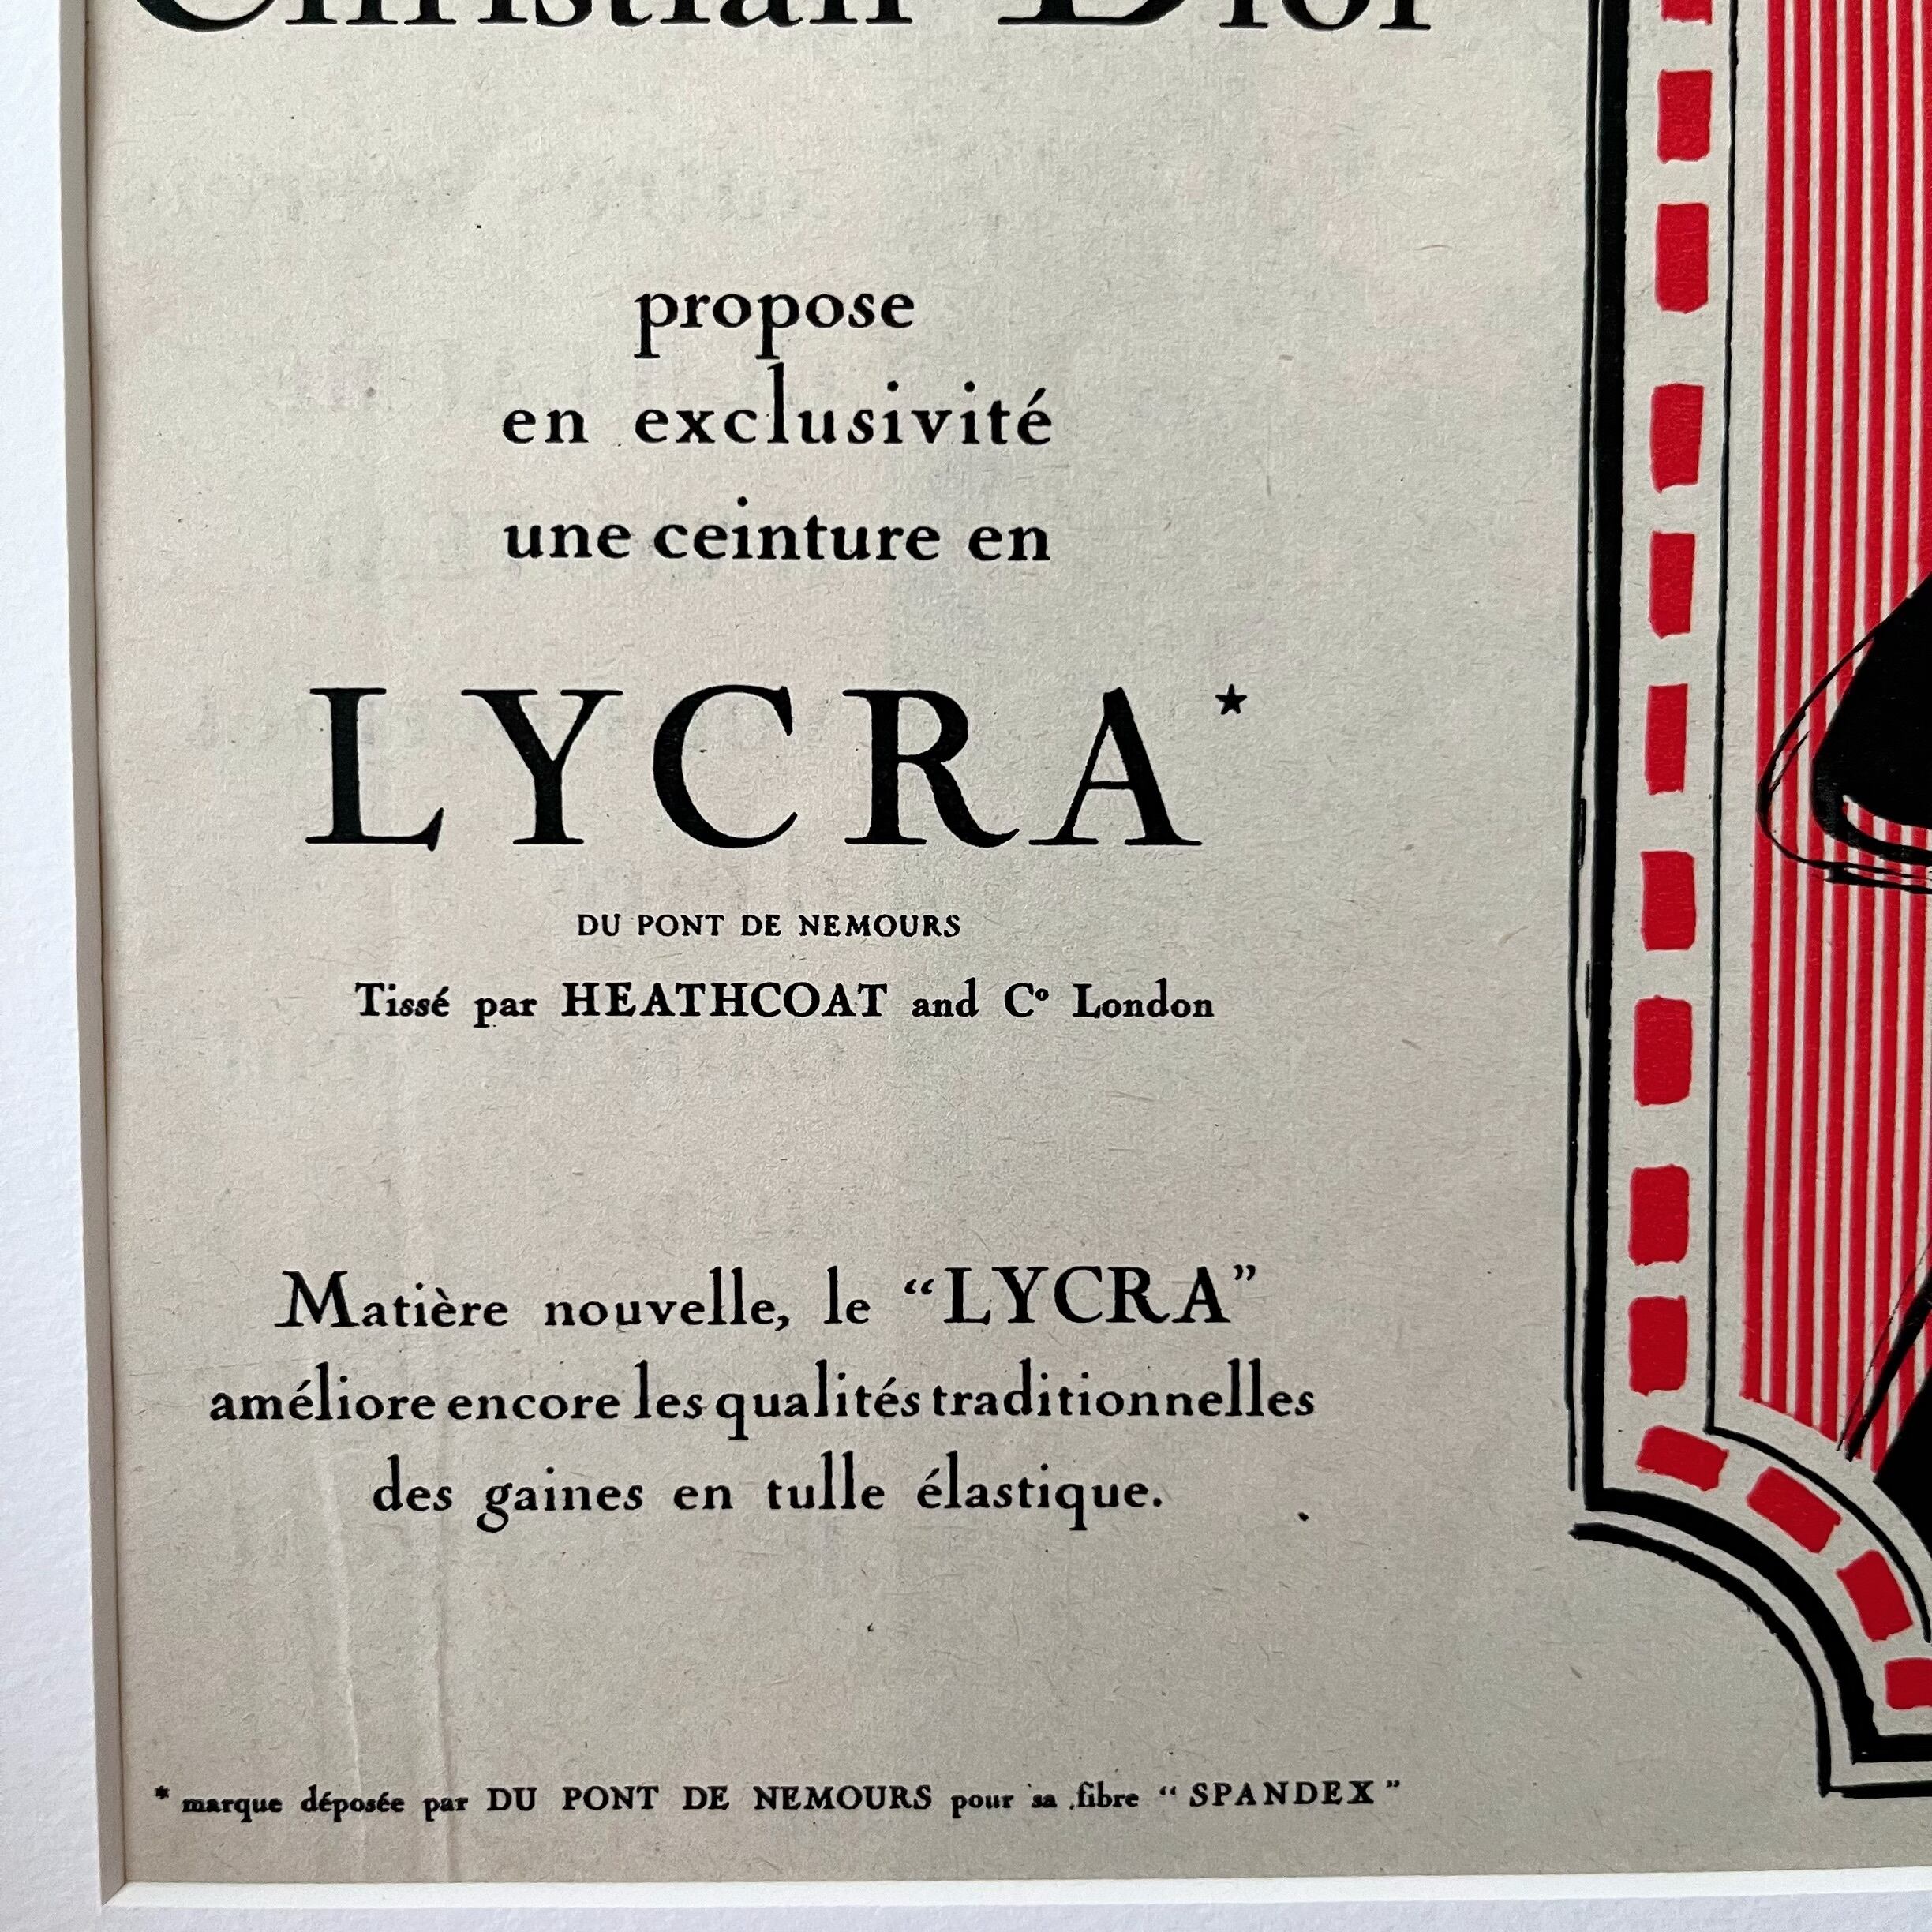 Christian Dior
propose
en exclusivité
une ceinture en
LYCRA*
DU PONT DE NEMOURS
Tissé par HEATHCOAT and Cº London
Matière nouvelle, le “LYCRA”
améliore encore les qualités traditionnelles
des gaines en tulle élastique.
* marque déposée par DU PONT DE NEMOURS pour sa fibre “SPANDEX”